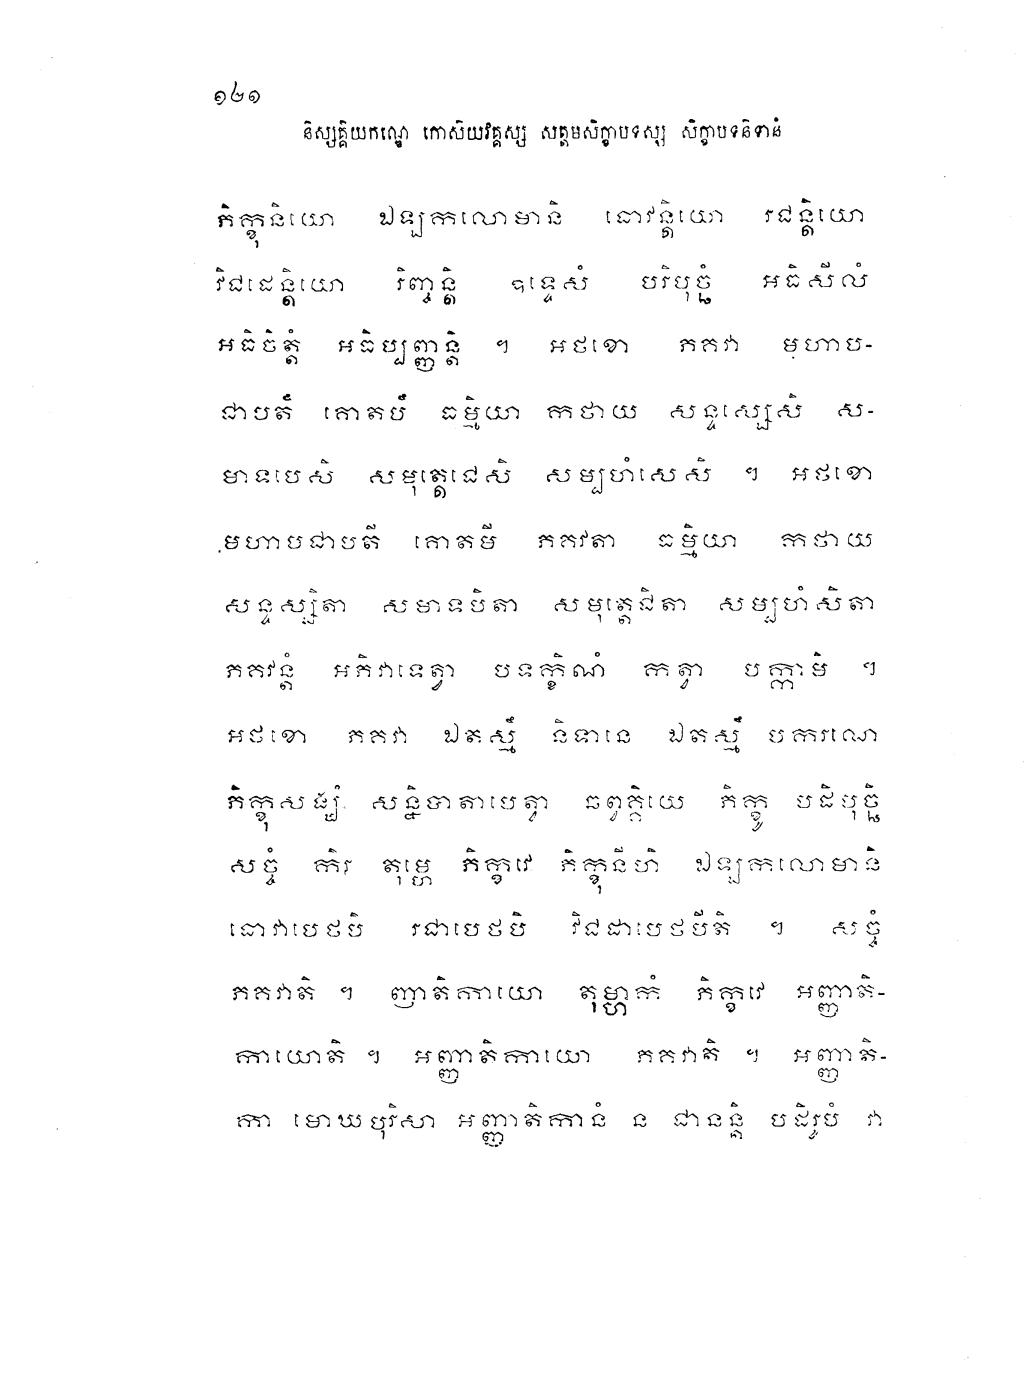 ១២១
និស្សគ្គិយកណ្ឌេ កោសិយវគ្គស្ស សត្តមសិក្ខាបទស្ស សិក្ខាបទនិទានំ
ភិក្ខុនិយោ ឯឡកលោមានិ ធោវន្តិយោ រជន្តិយោ
វិជដេន្តិយោ រិញ្ចន្តិ ឧទ្ទេសំ បរិបុច្ឆំ អធិសីលំ
អធិចិត្តំ អធិប្បញ្ញន្តិ ។ អថខោ ភគវា មហាប-
ជាបតឹ គោតមឹ ធម្មិយា កថាយ សន្ទស្សេសិ ស-
មាទបេសិ សមុត្តេជេសិ សម្បហំសេសិ ។ អថខោ
មហាបជាបតី គោតមី ភគវតា ធម្មិយា កថាយ
សន្ទស្សិតា សមាទបិតា សមុត្តេជិតា សម្បហំសិតា
ភគវន្តំ អភិវាទេត្វា បទក្ខិណំ កត្វា បក្កាមិ ។
អថខោ ភគវា ឯតស្មឹ និទានេ ឯតស្មឹ បករណេ
ភិក្ខុសង្ឃំ សន្និបាតាបេត្វា ឆព្វគ្គិយេ ភិក្ខូ បដិបុច្ឆិ
សច្ចំ កិរ តុម្ហេ ភិក្ខវេ ភិក្ខុនីហិ ឯឡកលោមានិ
ធោវាបេថបិ រជាបេថបិ វិជដាបេថបីតិ ។ សច្ចំ
ភគវាតិ ។ ញាតិកាយោ តុម្ហាកំ ភិក្ខវេ អញ្ញាតិ-
កាយោតិ ។ អញ្ញាតិកាយោ ភគវាតិ ។ អញ្ញាតិ-
កា មោឃបុរិសា អញ្ញាតិកានំ ន ជានន្តិ បដិរូបំ វា